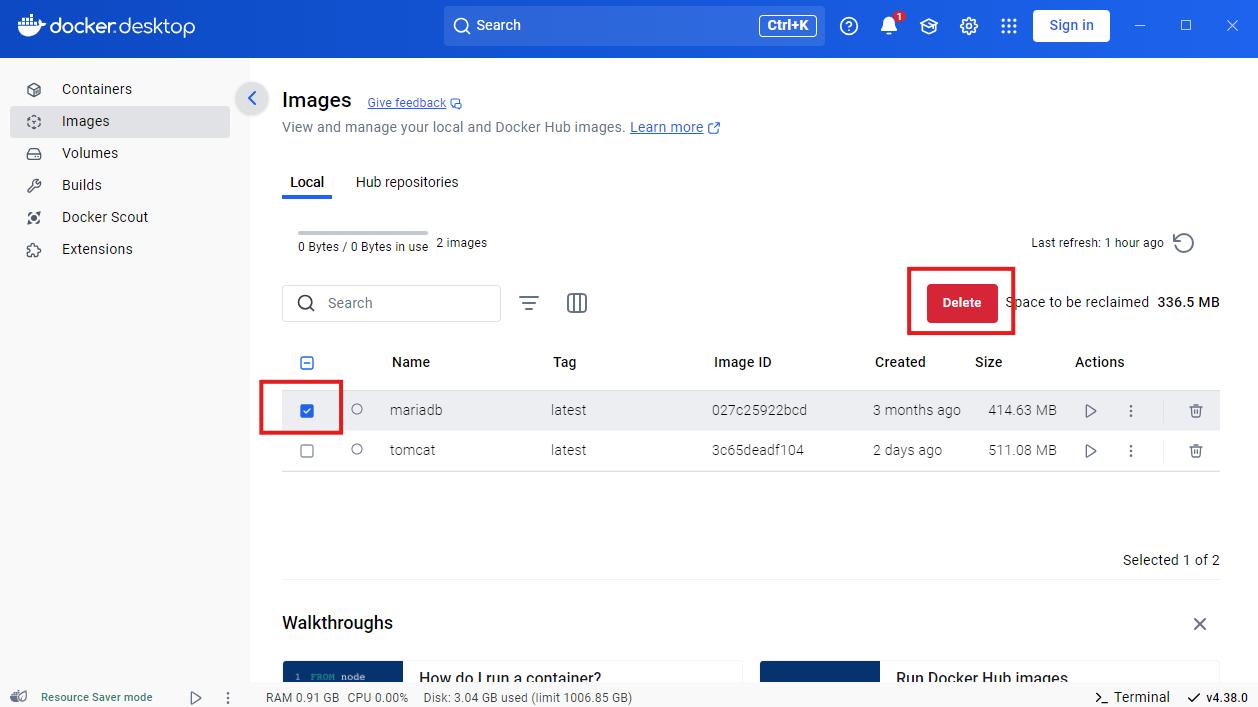 docker.desktop
Search
Ctrl+K
1
Sign in
Containers
Images
Volumes
Builds
Docker Scout
Extensions
Images
Give feedback
View and manage your local and Docker Hub images. Learn more
Local
Hub repositories
0 Bytes / 0 Bytes in use
2 images
Last refresh: 1 hour ago
Search
Delete
Space to be reclaimed 336.5 MB
Name Tag Image ID Created Size Actions
mariadb latest 027c25922bcd 3 months ago 414.63 MB
tomcat latest 3c65deadf104 2 days ago 511.08 MB
Selected 1 of 2
Walkthroughs
1 FROM node
How do I run a container?
Run Docker Hub images
Resource Saver mode
RAM 0.91 GB CPU 0.00% Disk: 3.04 GB used (limit 1006.85 GB)
>_ Terminal
v4.38.0